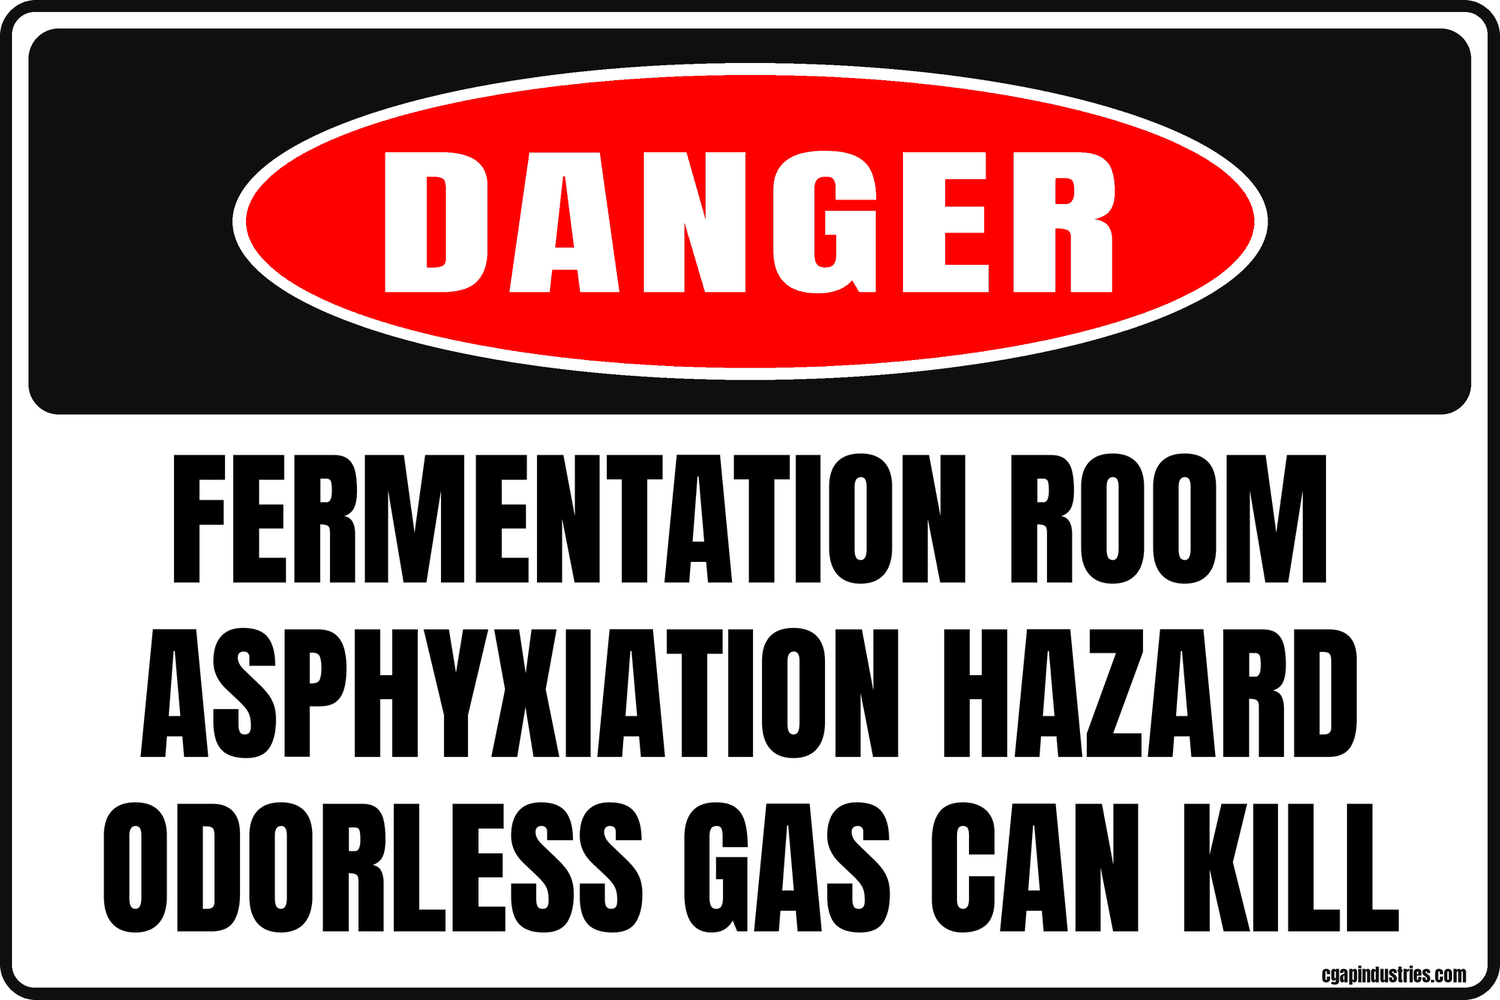 DANGER
FERMENTATION ROOM
ASPHYXIATION HAZARD
ODORLESS GAS CAN KILL
cgapindustries.com